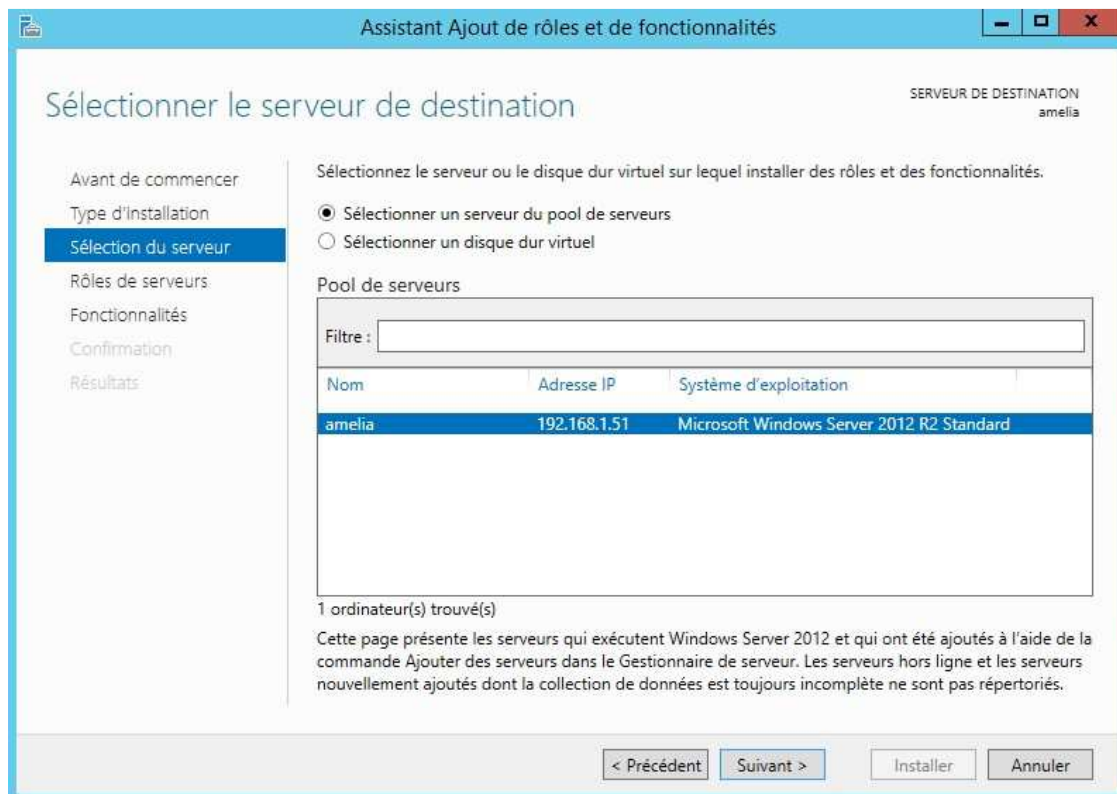 Assistant Ajout de rôles et de fonctionnalités
Sélectionner le serveur de destination
SERVEUR DE DESTINATION
amelia
Avant de commencer
Type d'installation
Sélection du serveur
Rôles de serveurs
Fonctionnalités
Confirmation
Résultats
Sélectionnez le serveur ou le disque dur virtuel sur lequel installer des rôles et des fonctionnalités.
Sélectionner un serveur du pool de serveurs
Sélectionner un disque dur virtuel
Pool de serveurs
Filtre :
Nom Adresse IP Système d'exploitation
amelia 192.168.1.51 Microsoft Windows Server 2012 R2 Standard
1 ordinateur(s) trouvé(s)
Cette page présente les serveurs qui exécutent Windows Server 2012 et qui ont été ajoutés à l'aide de la
commande Ajouter des serveurs dans le Gestionnaire de serveur. Les serveurs hors ligne et les serveurs
nouvellement ajoutés dont la collection de données est toujours incomplète ne sont pas répertoriés.
< Précédent Suivant > Installer Annuler